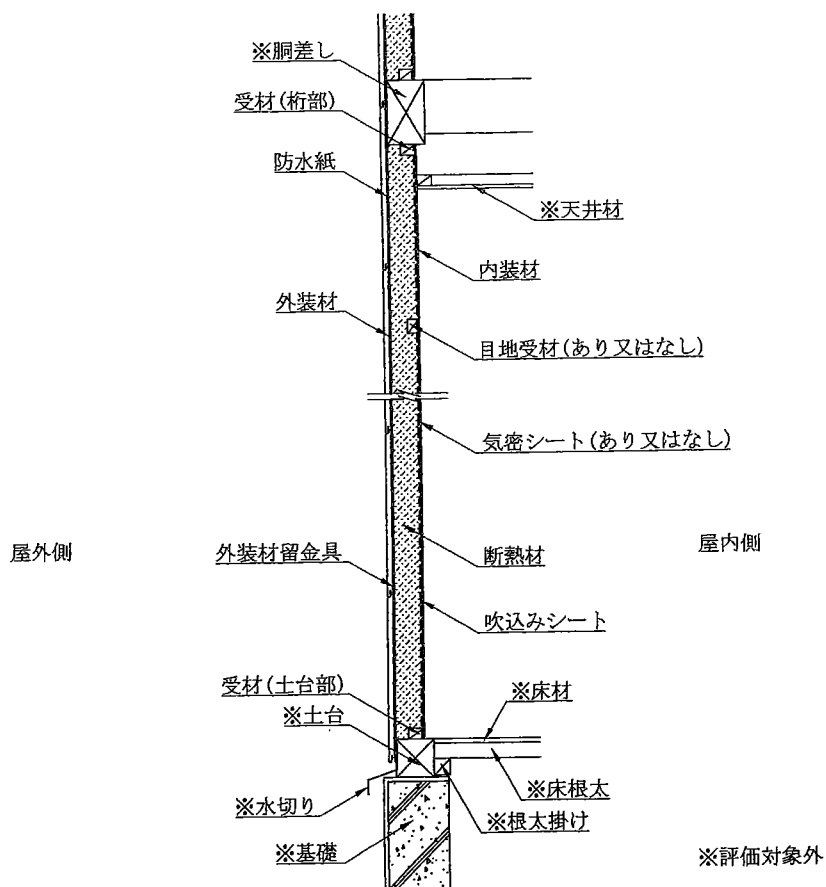 ※胴差し
受材(桁部)
防水紙
※天井材
内装材
外装材
目地受材(あり又はなし)
気密シート(あり又はなし)
屋外側
外装材留金具
断熱材
屋内側
吹込みシート
受材(土台部)
※床材
※土台
※床根太
※水切り
※根太掛け
※基礎
※評価対象外